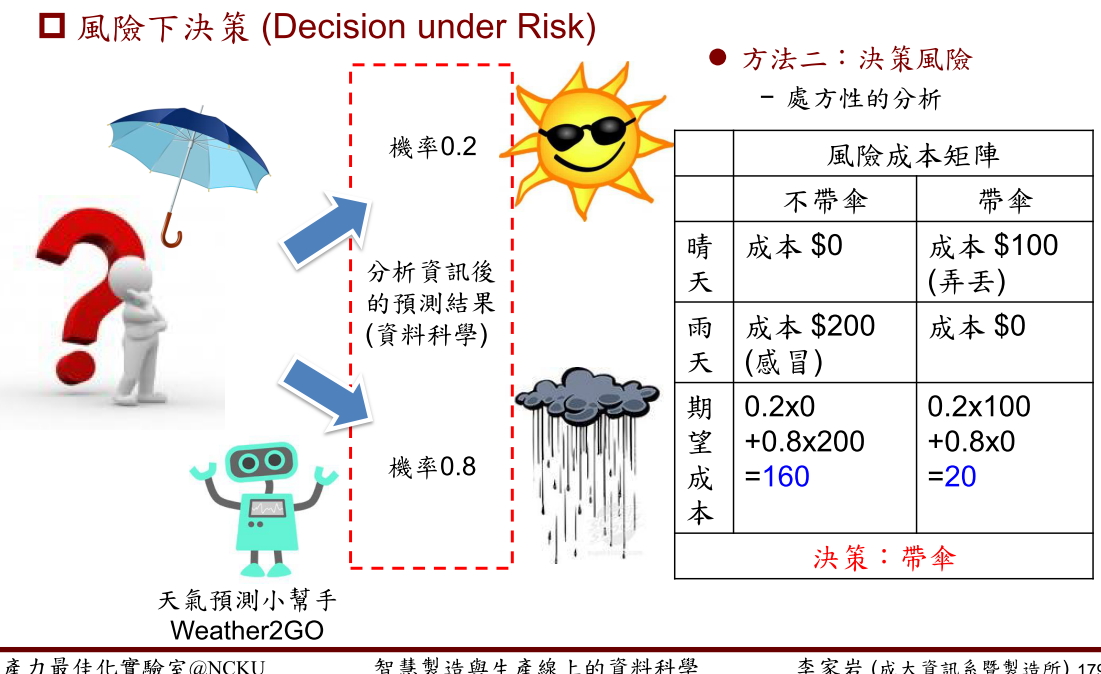 風險下決策 (Decision under Risk)
方法二：決策風險
– 處方性的分析
機率0.2
分析資訊後
的預測結果
(資料科學)
機率0.8
天氣預測小幫手
Weather2GO
風險成本矩陣
不帶傘 帶傘
晴天 成本 $0 成本 $100 (弄丟)
雨天 成本 $200 (感冒) 成本 $0
期望成本 0.2x0 +0.8x200 =160 0.2x100 +0.8x0 =20
決策：帶傘
產力最佳化實驗室@NCKU 智慧製造與生產線上的資料科學 李家岩 (成大資訊系暨製造所) 179